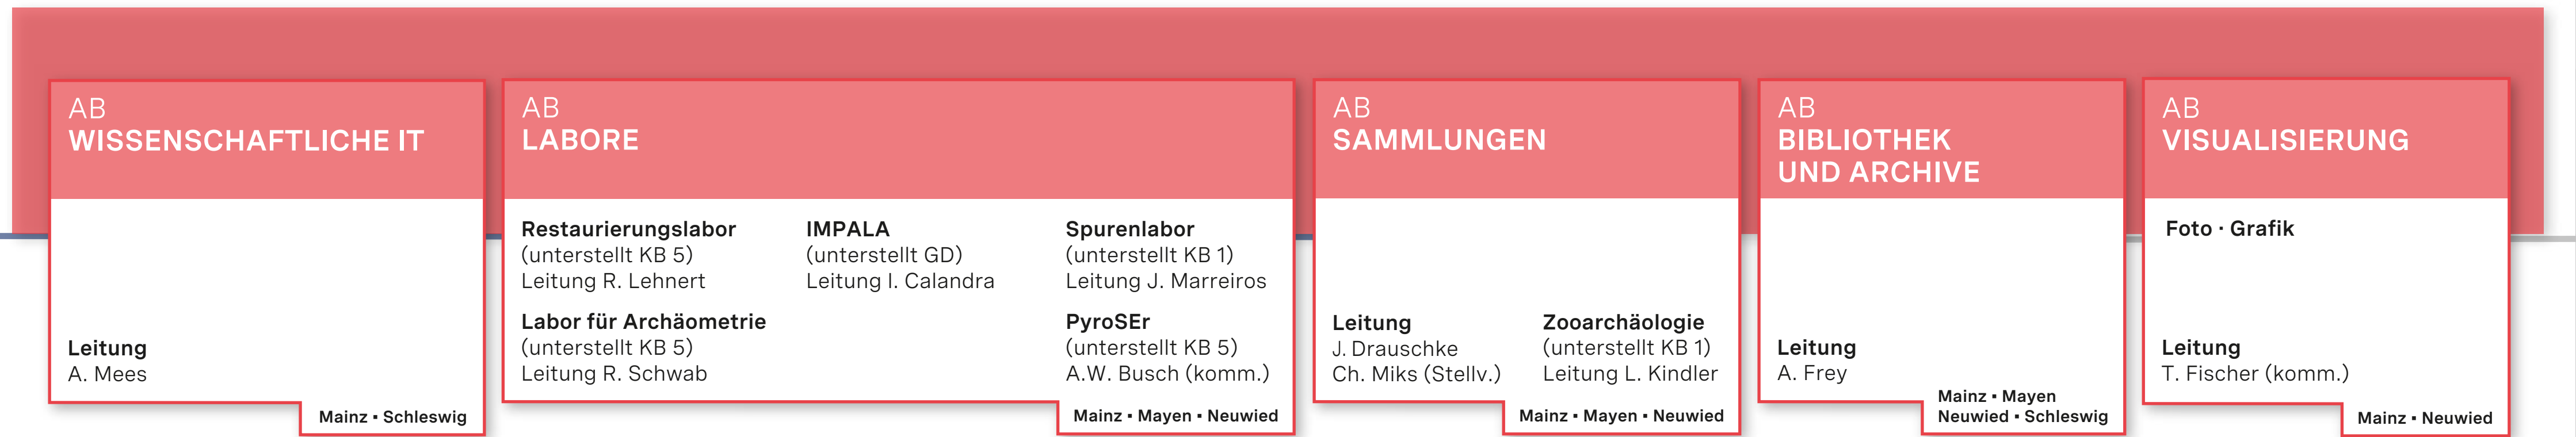 AB
WISSENSCHAFTLICHE IT
Leitung
A. Mees
Mainz ▪ Schleswig
AB
LABORE
Restaurierungslabor
(unterstellt KB 5)
Leitung R. Lehnert
Labor für Archäometrie
(unterstellt KB 5)
Leitung R. Schwab
IMPALA
(unterstellt GD)
Leitung I. Calandra
Spurenlabor
(unterstellt KB 1)
Leitung J. Marreiros
PyroSEr
(unterstellt KB 5)
A.W. Busch (komm.)
Mainz ▪ Mayen ▪ Neuwied
AB
SAMMLUNGEN
Leitung
J. Drauschke
Ch. Miks (Stellv.)
Zooarchäologie
(unterstellt KB 1)
Leitung L. Kindler
Mainz ▪ Mayen ▪ Neuwied
AB
BIBLIOTHEK
UND ARCHIVE
Leitung
A. Frey
Mainz ▪ Mayen
Neuwied ▪ Schleswig
AB
VISUALISIERUNG
Foto · Grafik
Leitung
T. Fischer (komm.)
Mainz ▪ Neuwied